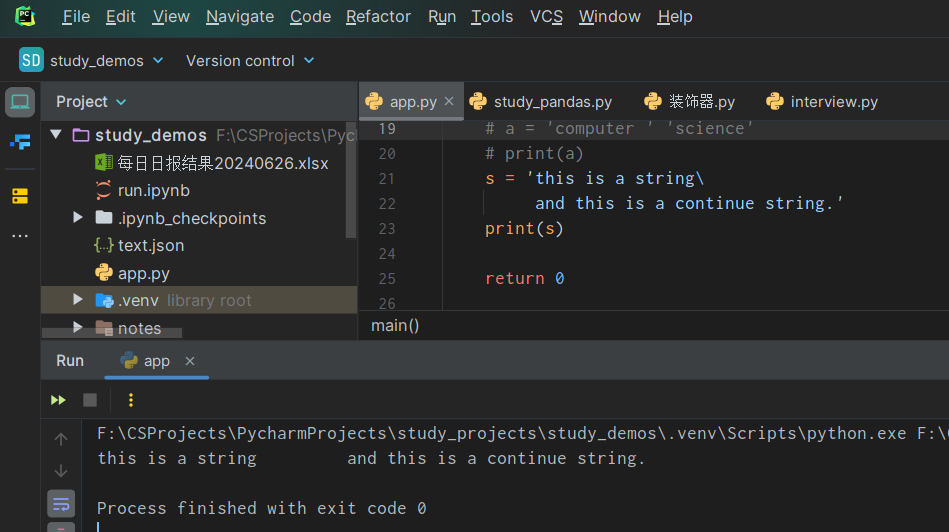 PC File Edit View Navigate Code Refactor Run Tools VCS Window Help
SD study_demos Version control
Project
app.py study_pandas.py 装饰器.py interview.py
study_demos F:\CSProjects\Pyc
每日日报结果20240626.xlsx
run.ipynb
.ipynb_checkpoints
text.json
app.py
.venv library root
notes
19 # a = 'computer ' 'science'
20 # print(a)
21 s = 'this is a string\
22 and this is a continue string.'
23 print(s)
24
25 return 0
26
main()
Run app
F:\CSProjects\PycharmProjects\study_projects\study_demos\.venv\Scripts\python.exe F:\
this is a string         and this is a continue string.
Process finished with exit code 0